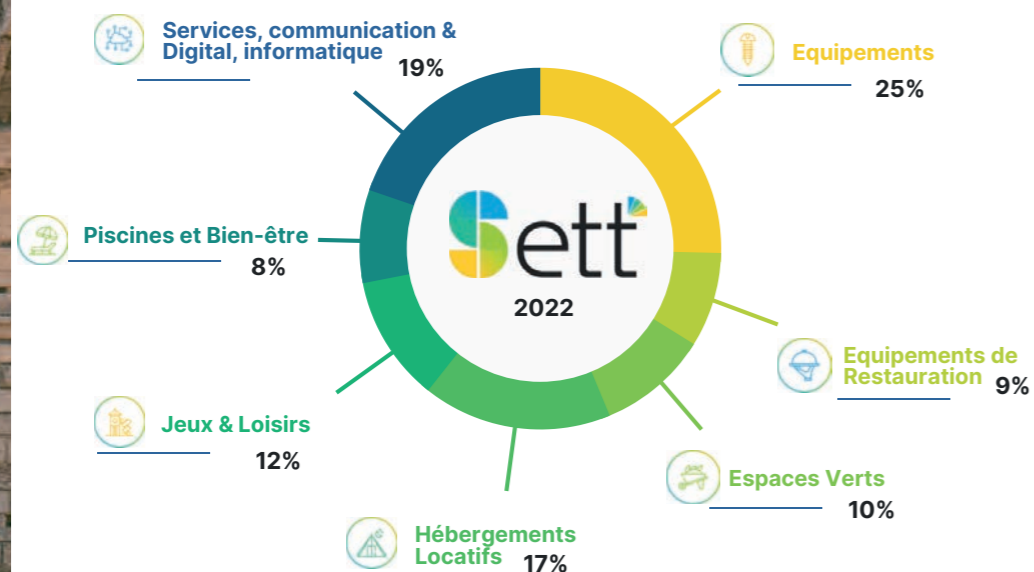 Services, communication &
Digital, informatique
19%
Equipements
25%
Piscines et Bien-être
8%
Sett
2022
Equipements de
Restauration 9%
Jeux & Loisirs
12%
Espaces Verts
10%
Hébergements
Locatifs 17%